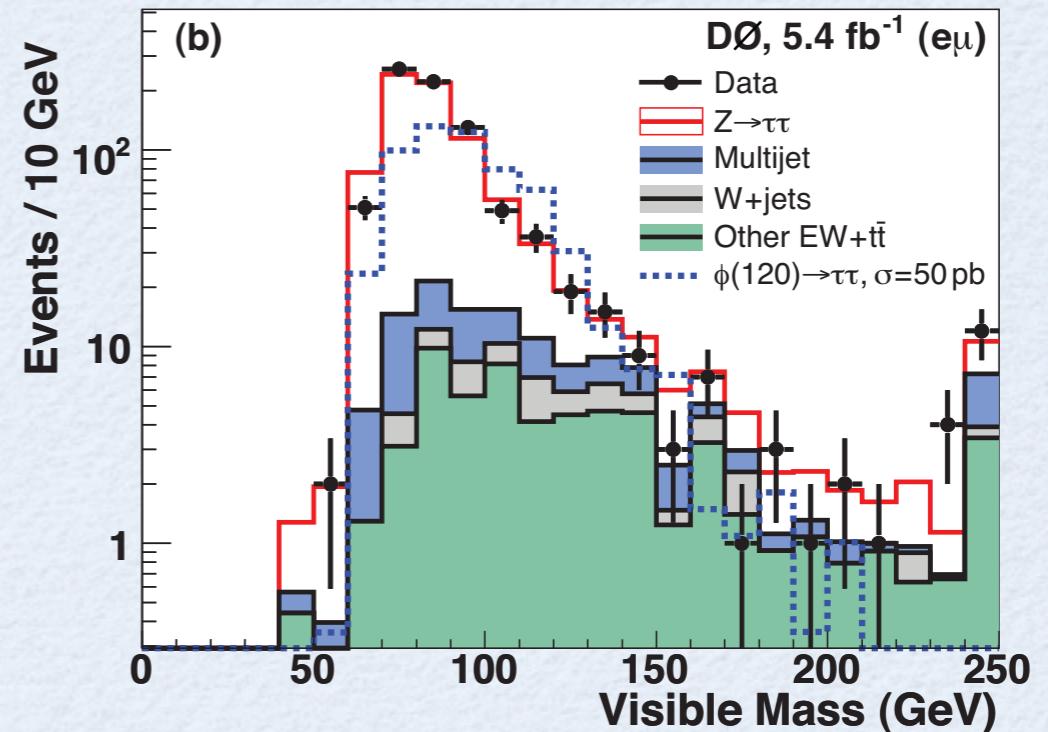 (b)
DØ, 5.4 fb⁻¹ (eμ)
Data
Z→ττ
Multijet
W+jets
Other EW+tt̄
ϕ(120)→ττ, σ=50 pb
Events / 10 GeV
10²
10
1
0 50 100 150 200 250
Visible Mass (GeV)